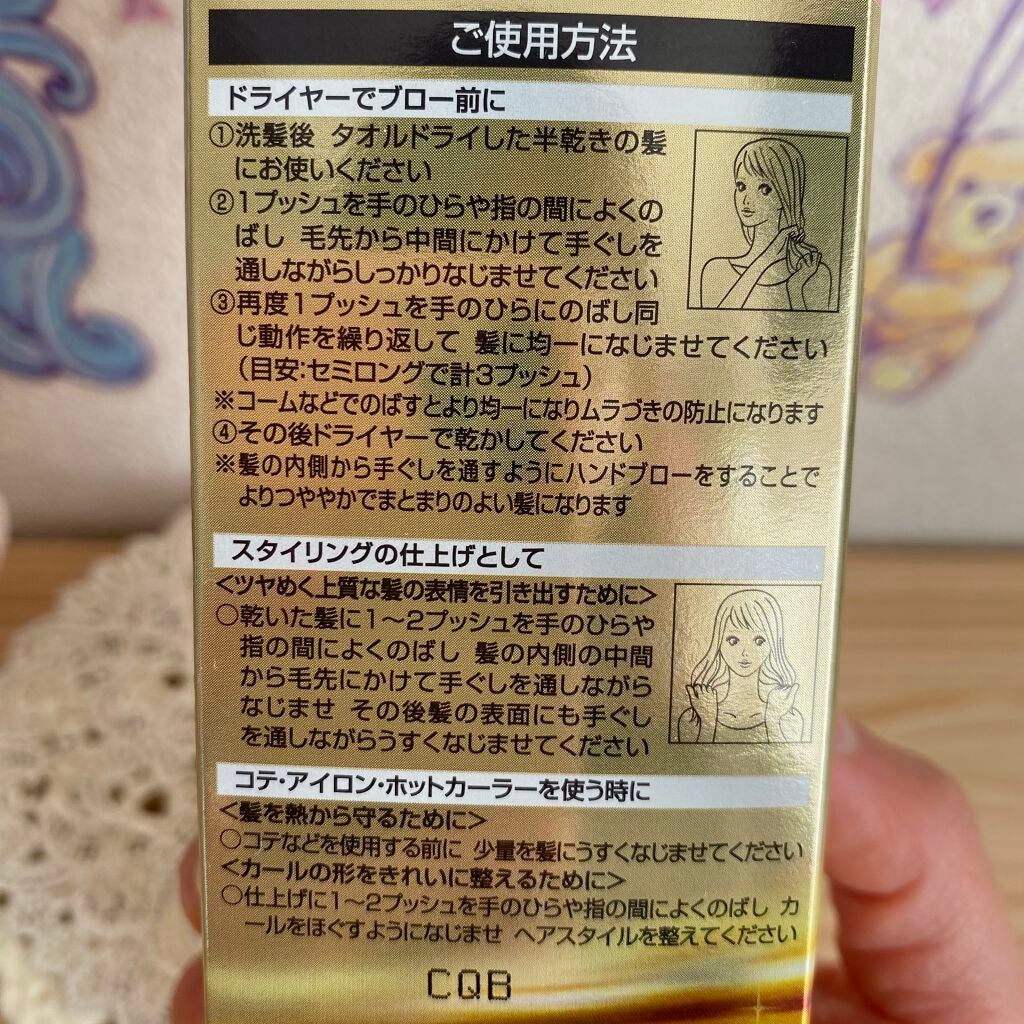 ご使用方法
ドライヤーでブロー前に
①洗髪後 タオルドライした半乾きの髪
にお使いください
②1プッシュを手のひらや指の間によくの
ばし 毛先から中間にかけて手ぐしを
通しながらしっかりなじませてください
③再度1プッシュを手のひらにのばし同
じ動作を繰り返して 髪に均一になじませてください
(目安:セミロングで計3プッシュ)
※コームなどでのばすとより均一になりムラづきの防止になります
④その後ドライヤーで乾かしてください
※髪の内側から手ぐしを通すようにハンドブローをすることで
よりつややかでまとまりのよい髪になります
スタイリングの仕上げとして
<ツヤめく上質な髪の表情を引き出すために>
○乾いた髪に1〜2プッシュを手のひらや
指の間によくのばし 髪の内側の中間
から毛先にかけて手ぐしを通しながら
なじませ その後髪の表面にも手ぐし
を通しながらうすくなじませてください
コテ・アイロン・ホットカーラーを使う時に
<髪を熱から守るために>
○コテなどを使用する前に 少量を髪にうすくなじませてください
<カールの形をきれいに整えるために>
○仕上げに1〜2プッシュを手のひらや指の間によくのばし カ
ールをほぐすようになじませ ヘアスタイルを整えてください
CQB